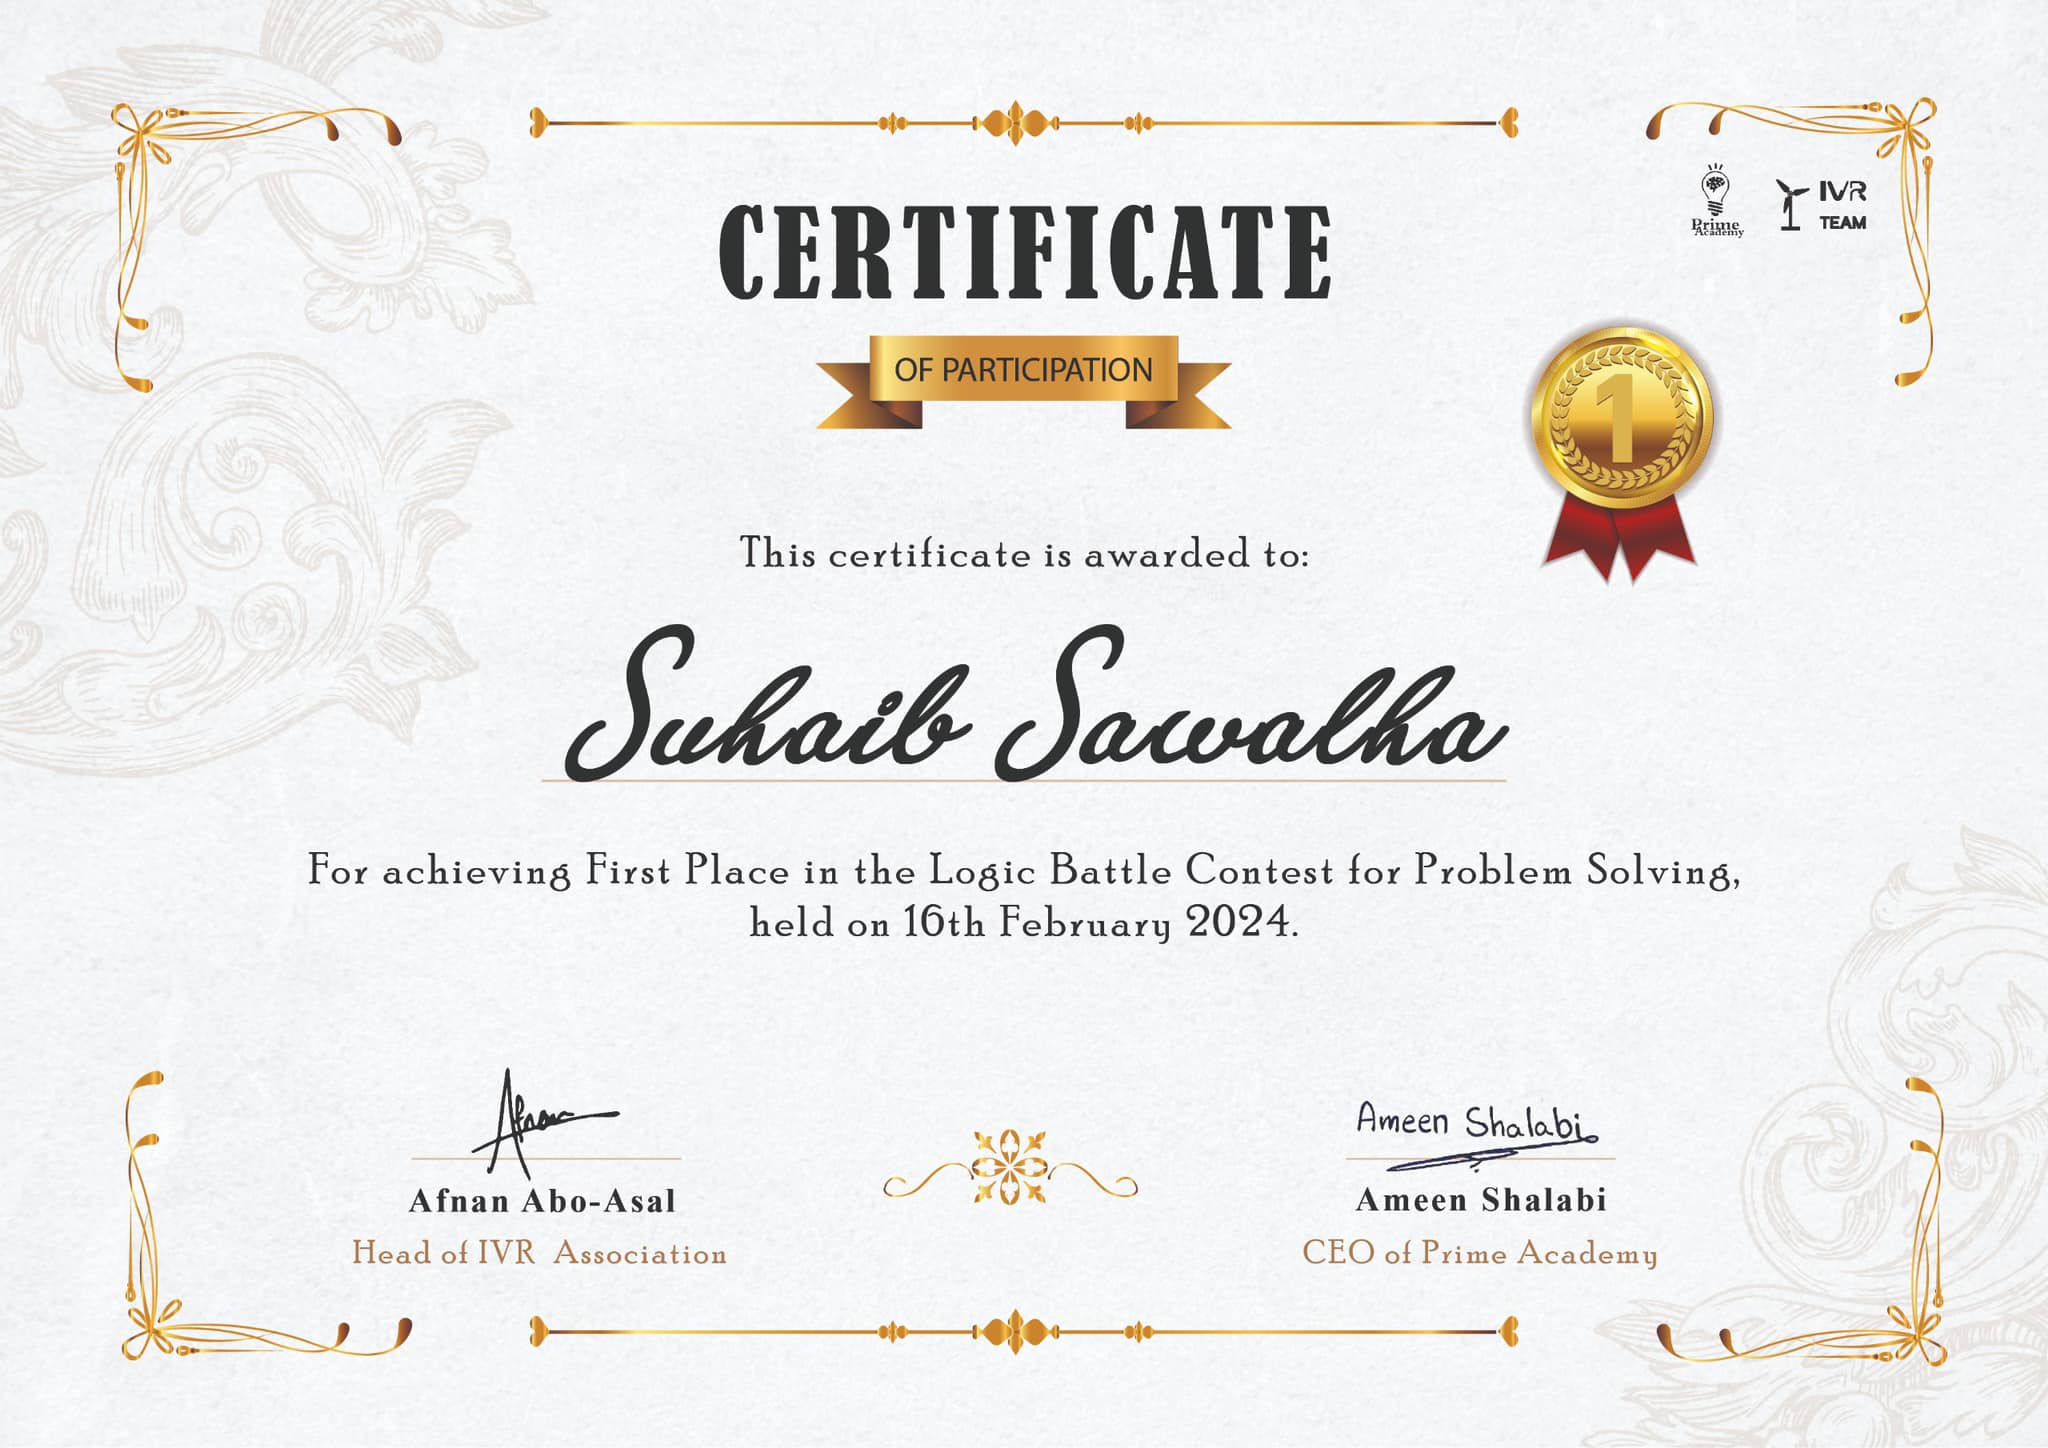 CERTIFICATE
Prime
Academy
IVR
TEAM
OF PARTICIPATION
1
This certificate is awarded to:
Suhaib Sawalha
For achieving First Place in the Logic Battle Contest for Problem Solving,
held on 16th February 2024.
Afnan
Ameen Shalabi
Afnan Abo-Asal
Ameen Shalabi
Head of IVR Association
CEO of Prime Academy